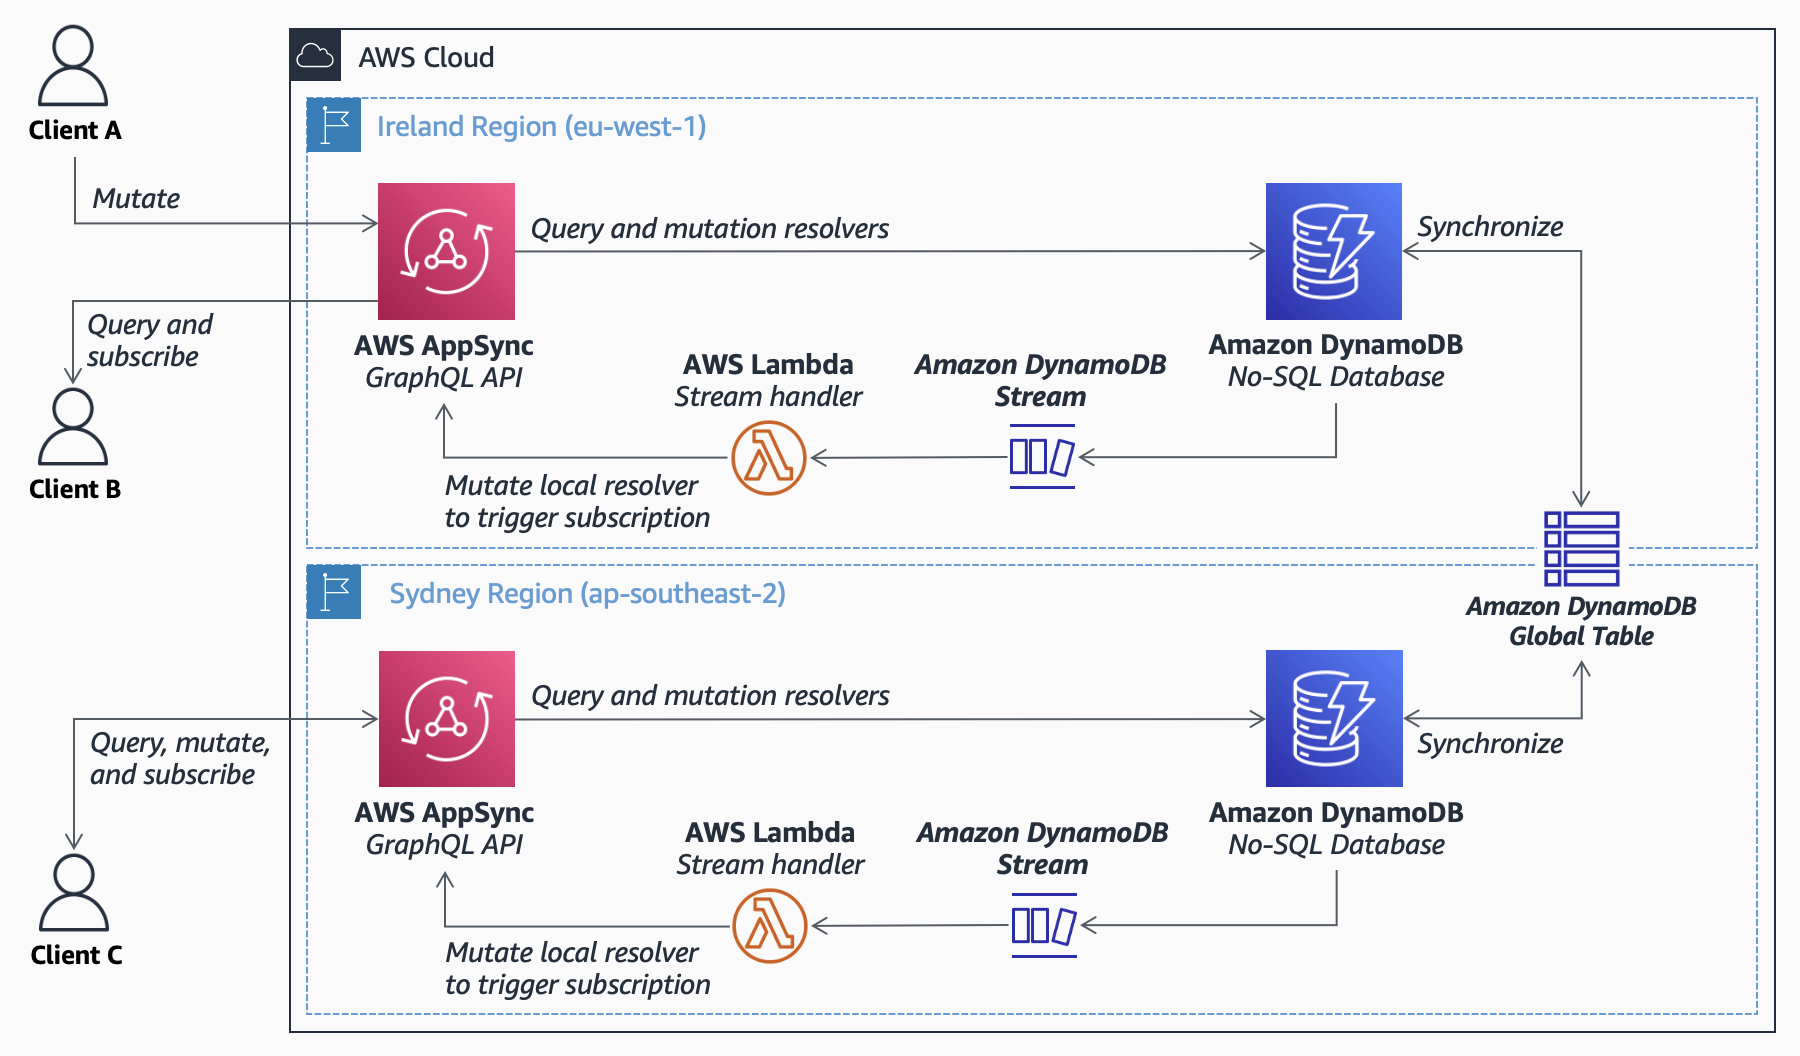 AWS Cloud
Client A
Ireland Region (eu-west-1)
Mutate
Query and mutation resolvers
Synchronize
Query and
subscribe
AWS AppSync
GraphQL API
AWS Lambda
Stream handler
Amazon DynamoDB
Stream
Amazon DynamoDB
No-SQL Database
Client B
Mutate local resolver
to trigger subscription
Sydney Region (ap-southeast-2)
Amazon DynamoDB
Global Table
Query and mutation resolvers
Synchronize
Query, mutate,
and subscribe
AWS AppSync
GraphQL API
AWS Lambda
Stream handler
Amazon DynamoDB
Stream
Amazon DynamoDB
No-SQL Database
Client C
Mutate local resolver
to trigger subscription